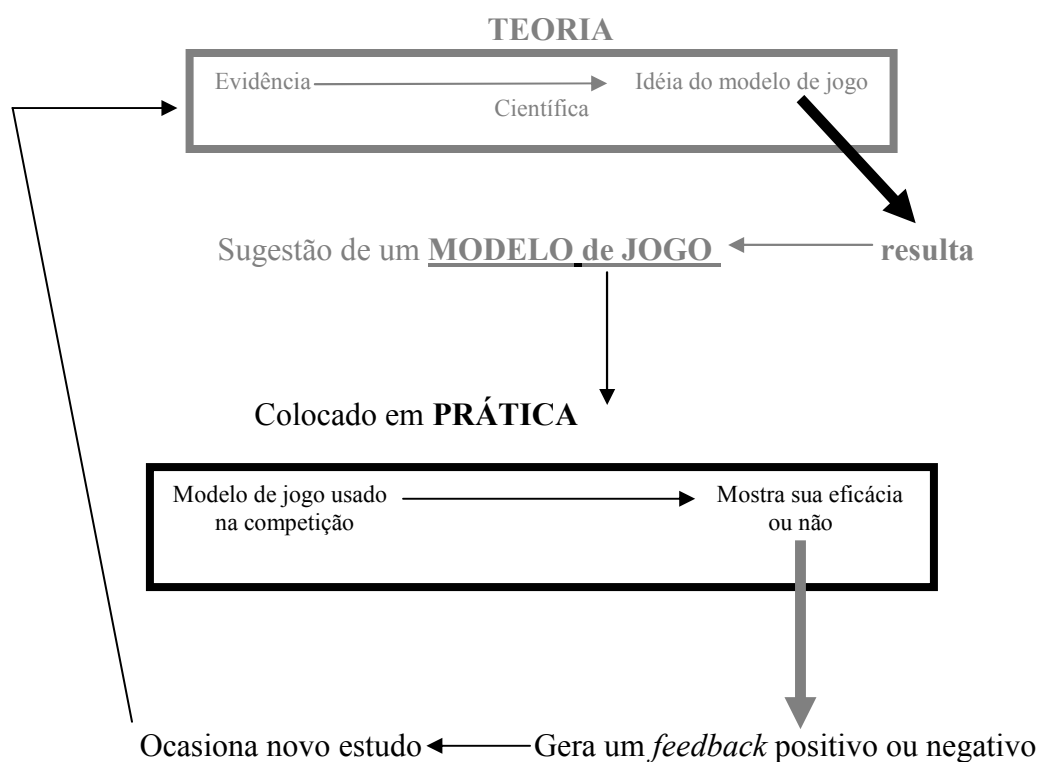 TEORIA
Evidência
Idéia do modelo de jogo
Científica
Sugestão de um MODELO de JOGO
resulta
Colocado em PRÁTICA
Modelo de jogo usado
na competição
Mostra sua eficácia
ou não
Ocasiona novo estudo
Gera um feedback positivo ou negativo